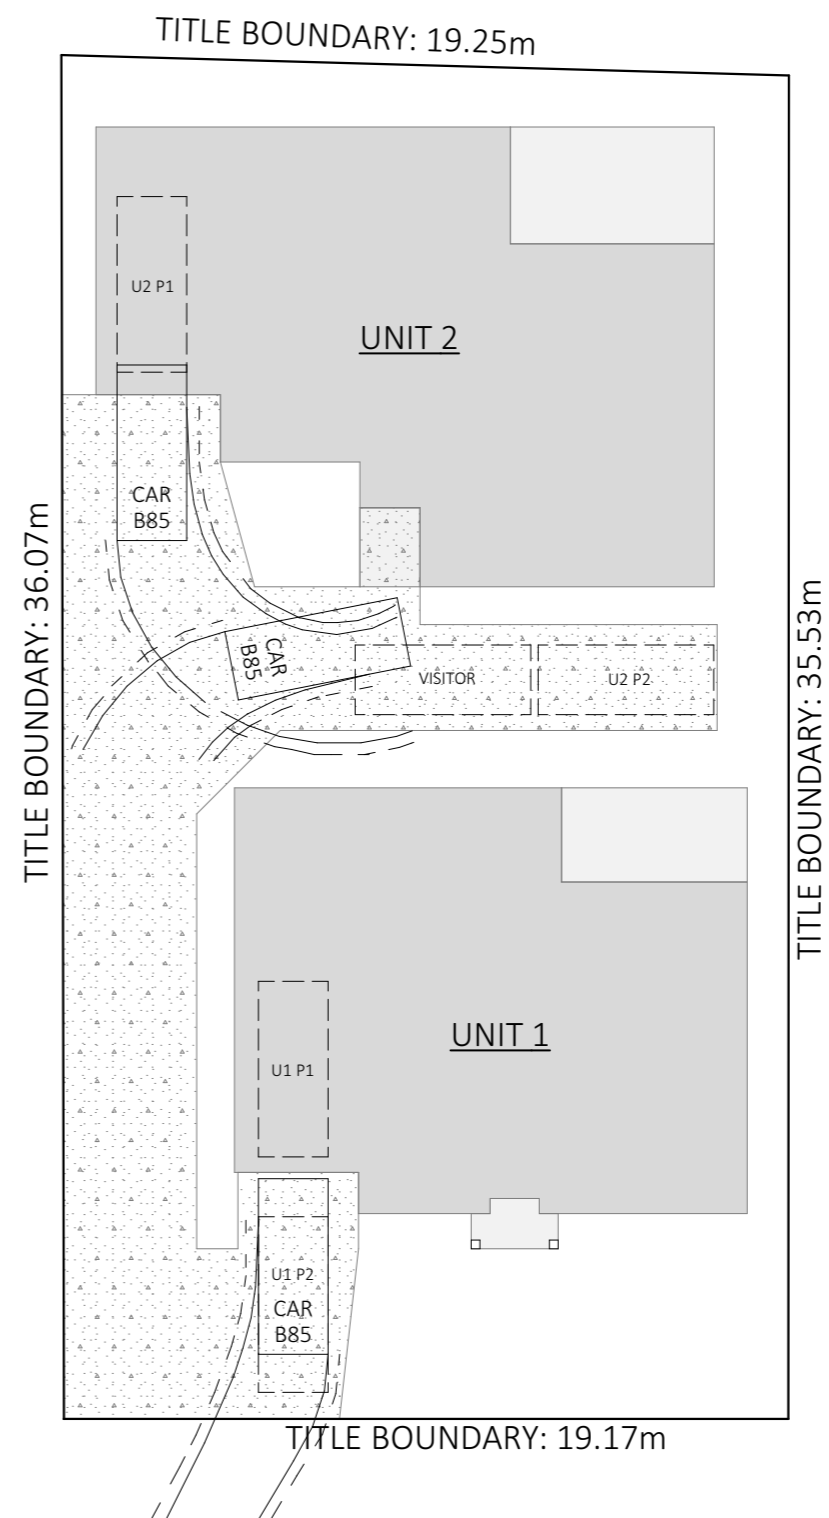 TITLE BOUNDARY: 19.25m
U2 P1
UNIT 2
CAR
B85
TITLE BOUNDARY: 36.07m
TITLE BOUNDARY: 35.53m
CAR
B85
VISITOR
U2 P2
UNIT 1
U1 P1
U1 P2
CAR
B85
TITLE BOUNDARY: 19.17m